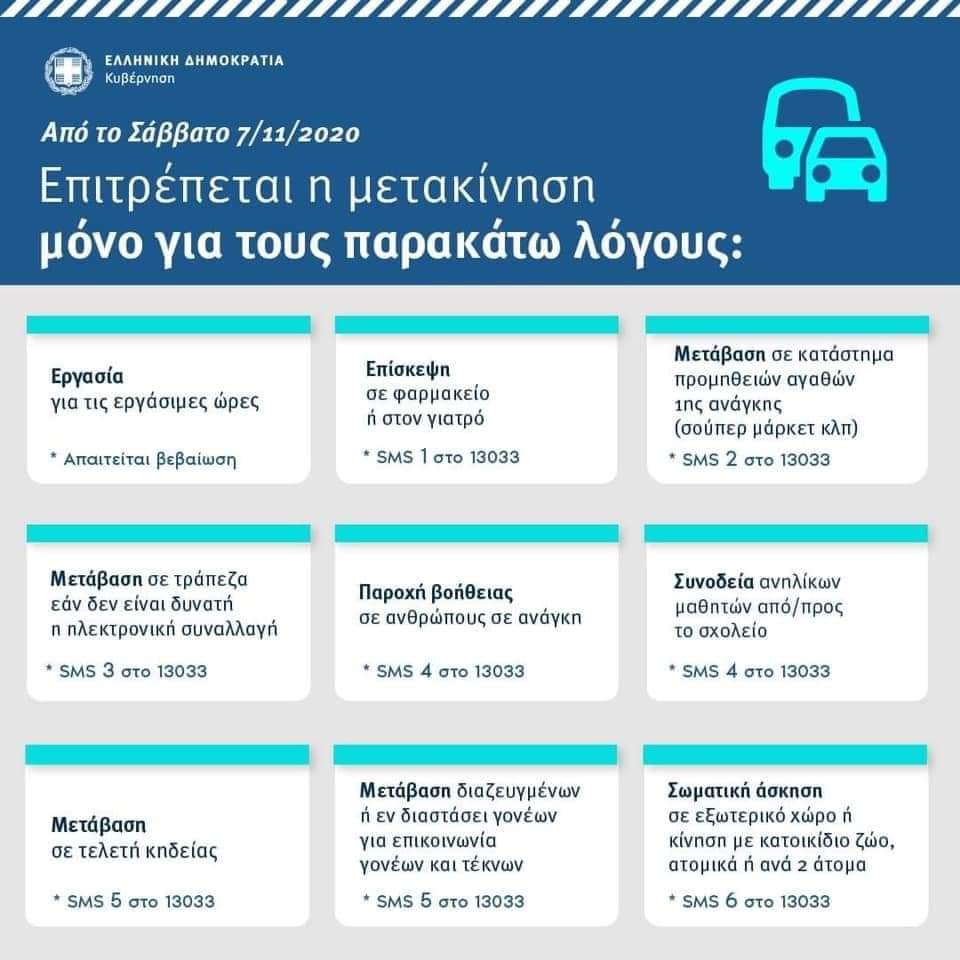 ΕΛΛΗΝΙΚΗ ΔΗΜΟΚΡΑΤΙΑ
Κυβέρνηση
Από το Σάββατο 7/11/2020
Επιτρέπεται η μετακίνηση
μόνο για τους παρακάτω λόγους:
Εργασία
για τις εργάσιμες ώρες
* Απαιτείται βεβαίωση
Επίσκεψη
σε φαρμακείο
ή στον γιατρό
* SMS 1 στο 13033
Μετάβαση σε κατάστημα
προμηθειών αγαθών
1ης ανάγκης
(σούπερ μάρκετ κλπ)
* SMS 2 στο 13033
Μετάβαση σε τράπεζα
εάν δεν είναι δυνατή
η ηλεκτρονική συναλλαγή
* SMS 3 στο 13033
Παροχή βοήθειας
σε ανθρώπους σε ανάγκη
* SMS 4 στο 13033
Συνοδεία ανηλίκων
μαθητών από/προς
το σχολείο
* SMS 4 στο 13033
Μετάβαση
σε τελετή κηδείας
* SMS 5 στο 13033
Μετάβαση διαζευγμένων
ή εν διαστάσει γονέων
για επικοινωνία
γονέων και τέκνων
* SMS 5 στο 13033
Σωματική άσκηση
σε εξωτερικό χώρο ή
κίνηση με κατοικίδιο ζώο,
ατομικά ή ανά 2 άτομα
* SMS 6 στο 13033